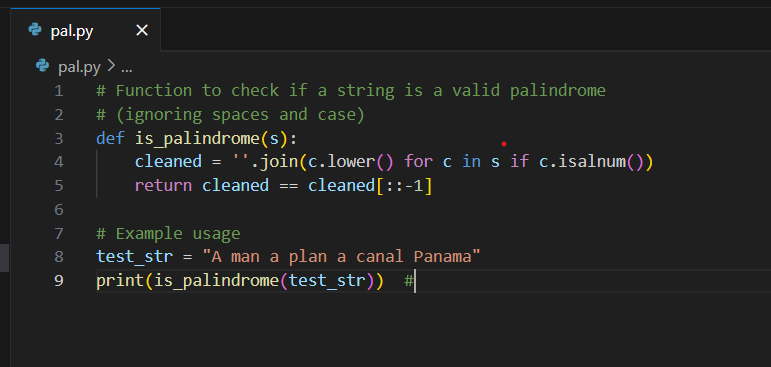 pal.py
pal.py > ...
1 # Function to check if a string is a valid palindrome
2 # (ignoring spaces and case)
3 def is_palindrome(s):
4     cleaned = ''.join(c.lower() for c in s if c.isalnum())
5     return cleaned == cleaned[::-1]
6
7 # Example usage
8 test_str = "A man a plan a canal Panama"
9 print(is_palindrome(test_str))  #